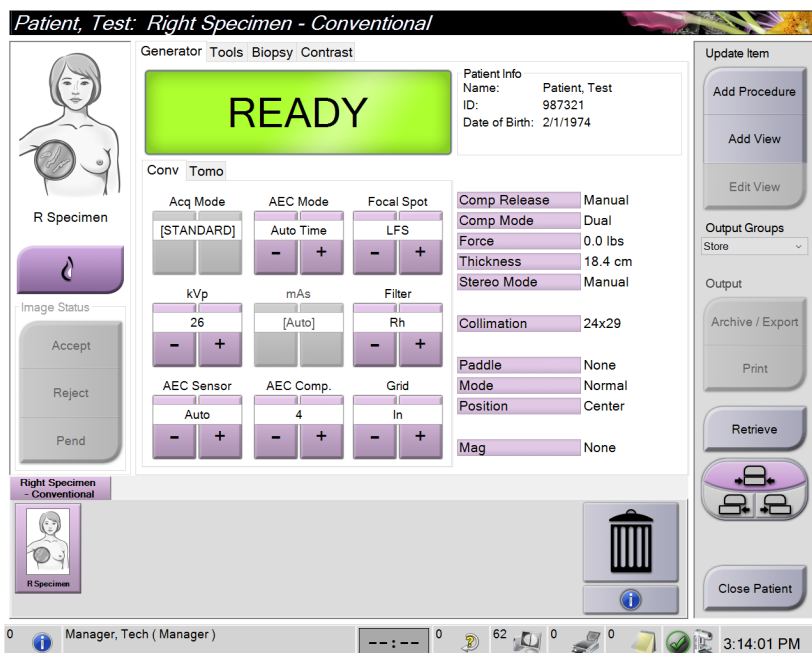 Patient, Test: Right Specimen - Conventional
Generator Tools Biopsy Contrast
READY
Patient Info
Name: Patient, Test
ID: 987321
Date of Birth: 2/1/1974
Conv Tomo
Acq Mode AEC Mode Focal Spot
[STANDARD] Auto Time LFS
- + - +
kVp mAs Filter
26 [Auto] Rh
- + - +
AEC Sensor AEC Comp. Grid
Auto 4 In
- + - + - +
Comp Release Manual
Comp Mode Dual
Force 0.0 lbs
Thickness 18.4 cm
Stereo Mode Manual
Collimation 24x29
Paddle None
Mode Normal
Position Center
Mag None
R Specimen
Image Status
Accept
Reject
Pend
Update Item
Add Procedure
Add View
Edit View
Output Groups
Store
Output
Archive / Export
Print
Retrieve
Close Patient
Right Specimen
- Conventional
R Specimen
0 Manager, Tech ( Manager ) --:-- 0 62 0 0 3:14:01 PM